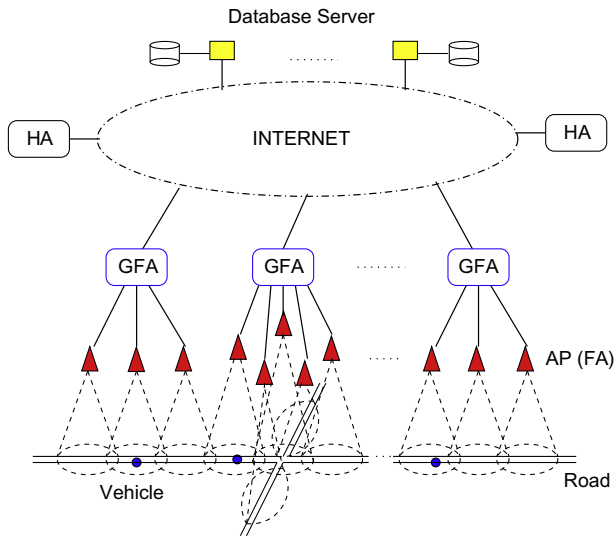 Database Server
HA
INTERNET
HA
GFA
GFA
GFA
AP (FA)
Vehicle
Road